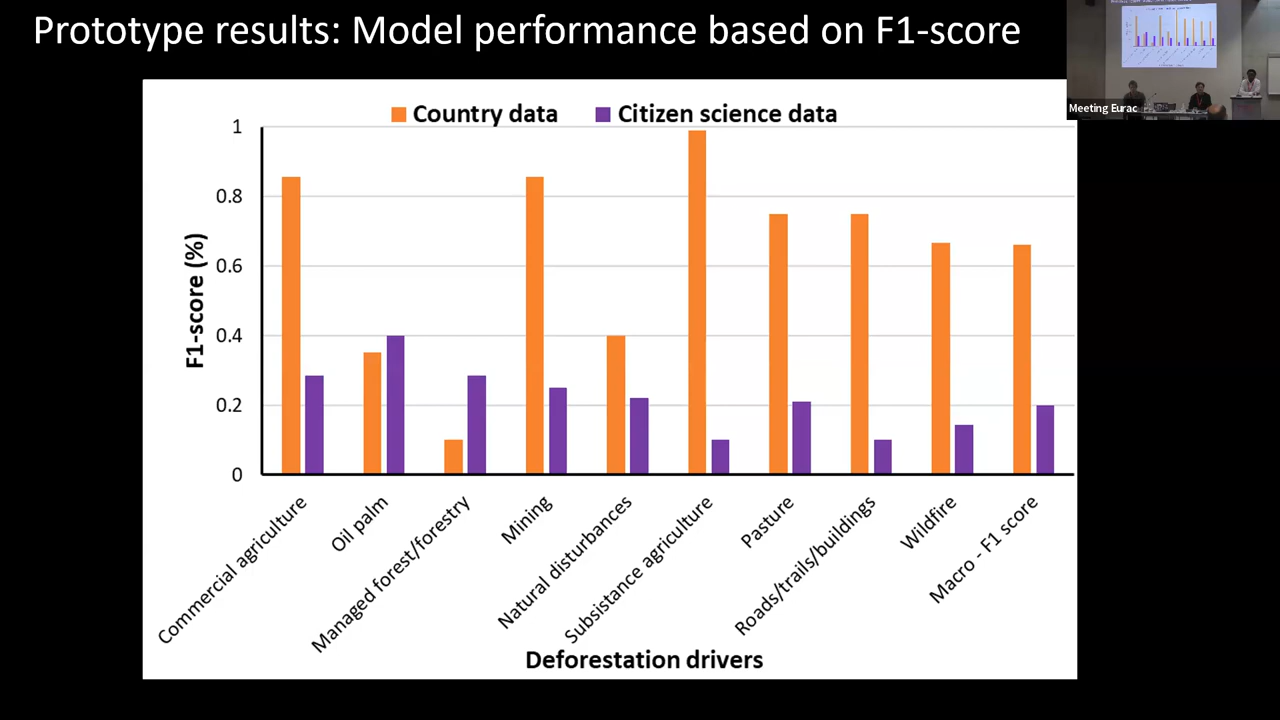 Prototype results: Model performance based on F1-score
Meeting Eurac
Country data
Citizen science data
F1-score (%)
1
0.8
0.6
0.4
0.2
0
Commercial agriculture
Oil palm
Managed forest/forestry
Mining
Natural disturbances
Subsistance agriculture
Pasture
Roads/trails/buildings
Wildfire
Macro - F1 score
Deforestation drivers